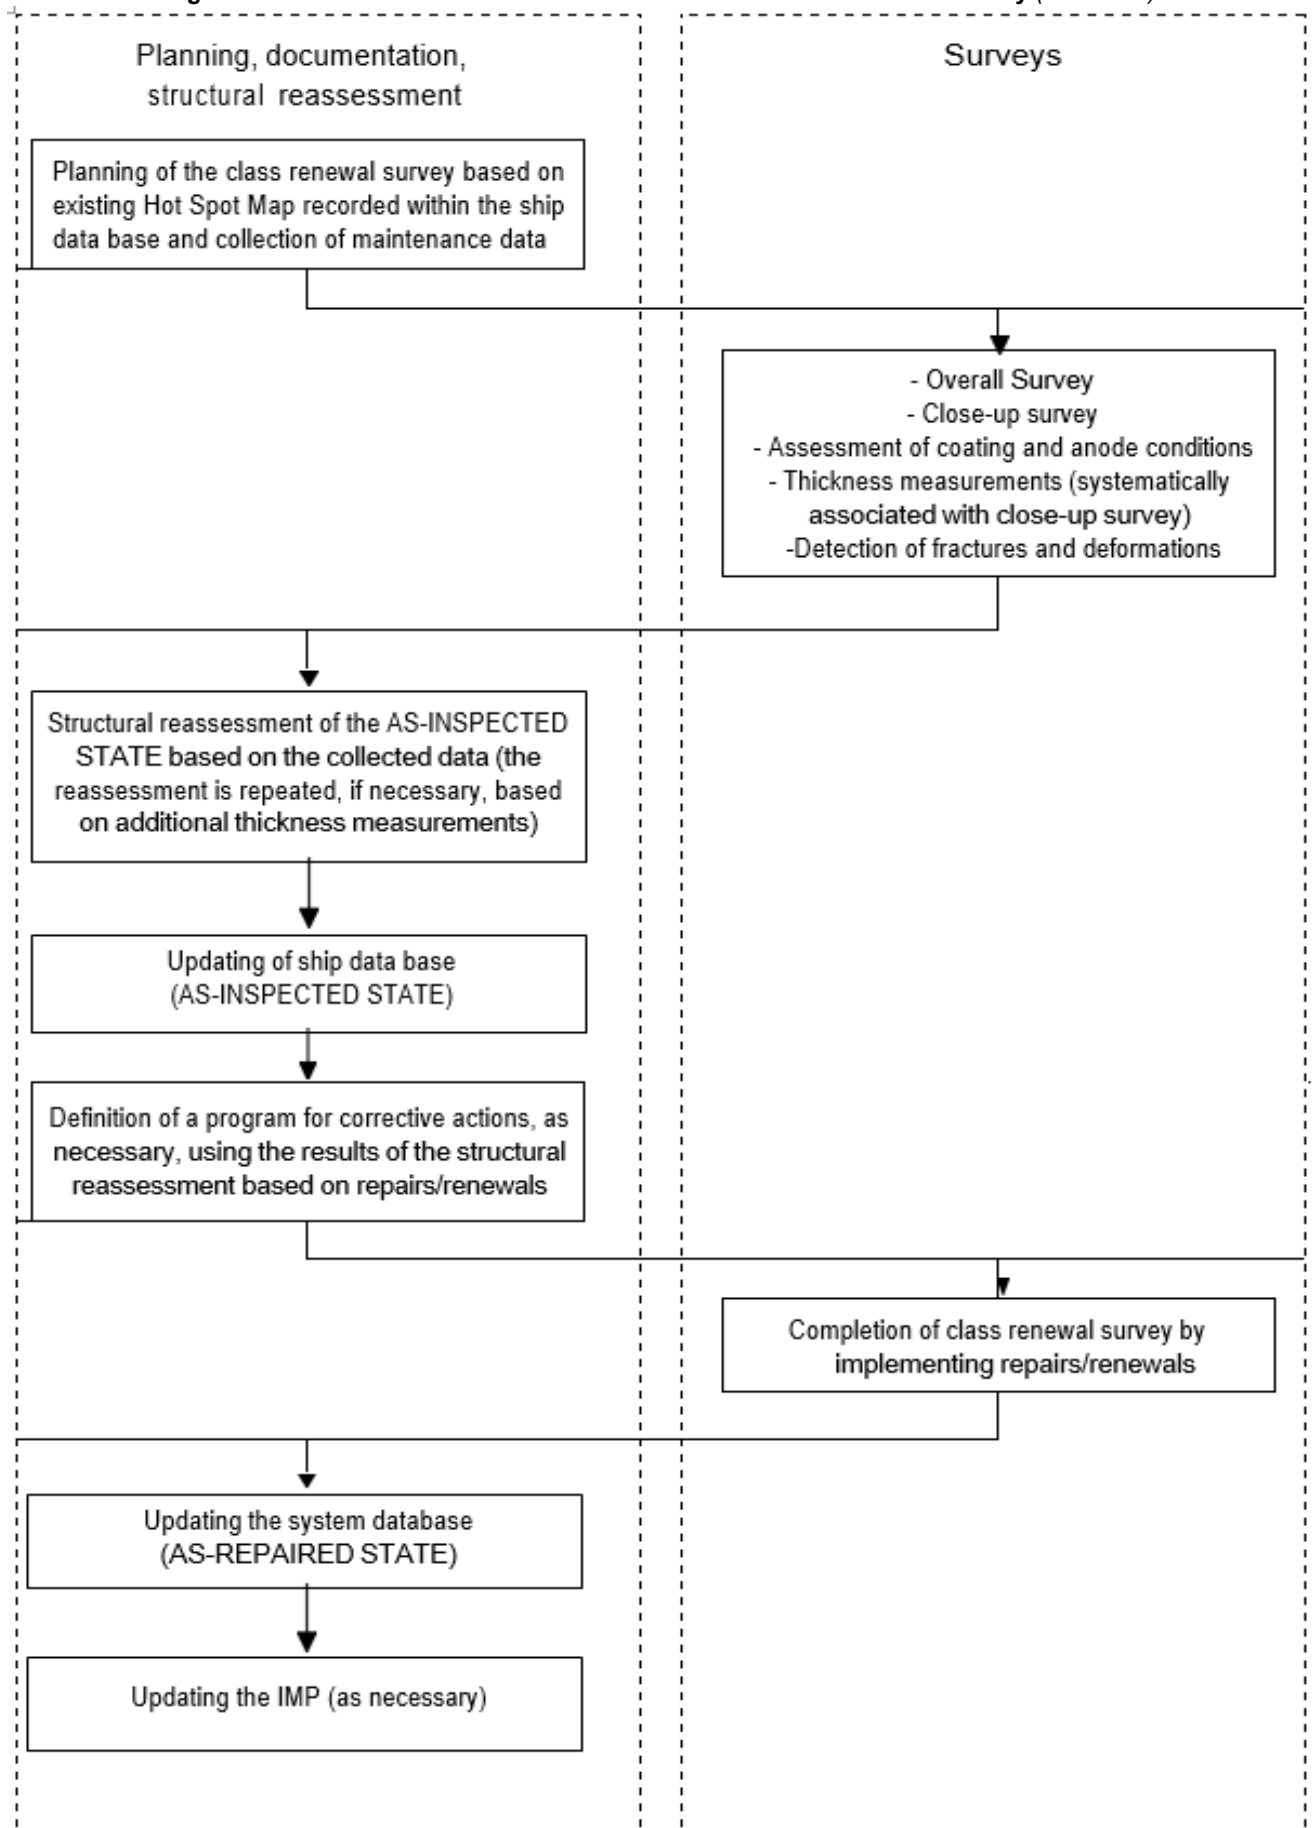 Planning, documentation,
structural reassessment
Surveys
Planning of the class renewal survey based on
existing Hot Spot Map recorded within the ship
data base and collection of maintenance data
- Overall Survey
- Close-up survey
- Assessment of coating and anode conditions
- Thickness measurements (systematically
associated with close-up survey)
-Detection of fractures and deformations
Structural reassessment of the AS-INSPECTED
STATE based on the collected data (the
reassessment is repeated, if necessary, based
on additional thickness measurements)
Updating of ship data base
(AS-INSPECTED STATE)
Definition of a program for corrective actions, as
necessary, using the results of the structural
reassessment based on repairs/renewals
Completion of class renewal survey by
implementing repairs/renewals
Updating the system database
(AS-REPAIRED STATE)
Updating the IMP (as necessary)